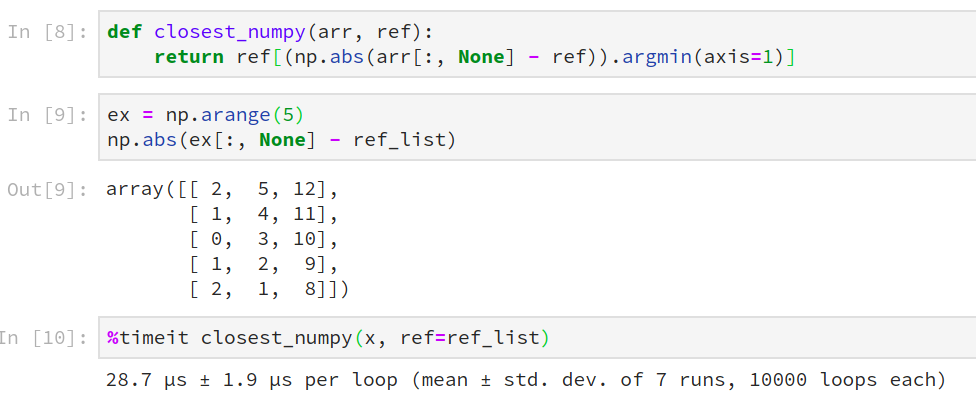 In [8]: def closest_numpy(arr, ref):
    return ref[(np.abs(arr[:, None] - ref)).argmin(axis=1)]
In [9]: ex = np.arange(5)
np.abs(ex[:, None] - ref_list)
Out[9]: array([[ 2,  5, 12],
       [ 1,  4, 11],
       [ 0,  3, 10],
       [ 1,  2,  9],
       [ 2,  1,  8]])
In [10]: %timeit closest_numpy(x, ref=ref_list)
28.7 µs ± 1.9 µs per loop (mean ± std. dev. of 7 runs, 10000 loops each)